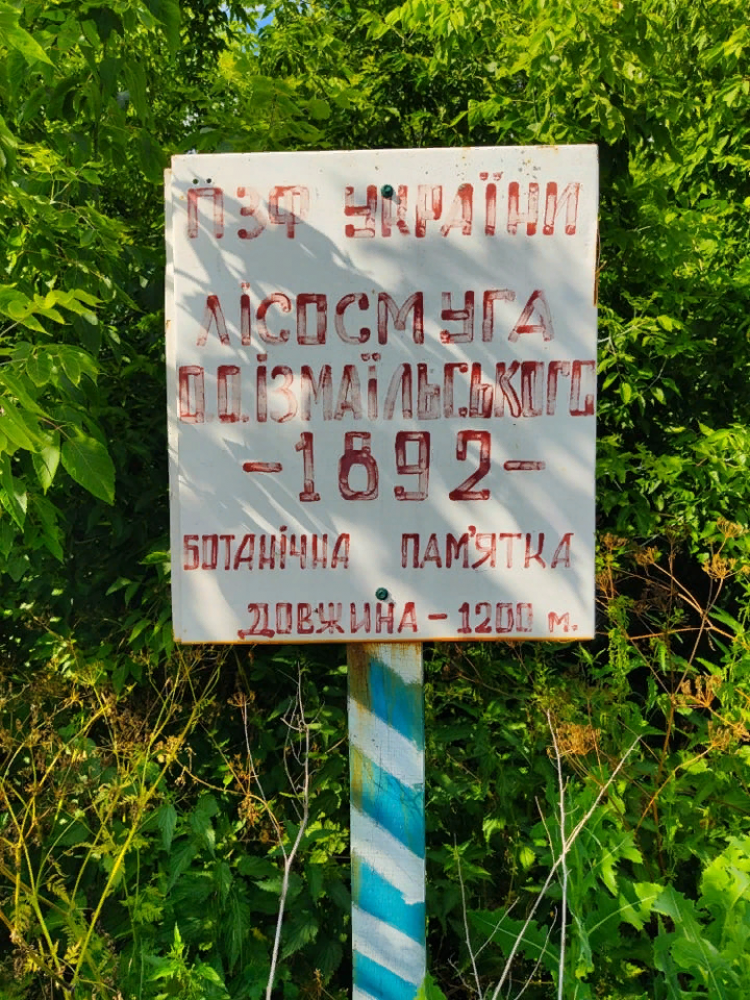 ПЗФ УКРАЇНИ
ЛІСОСМУГА
О.О.ІЗМАЇЛЬСЬКОГО
-1892-
БОТАНІЧНА ПАМ'ЯТКА
ДОВЖИНА - 1200 м.